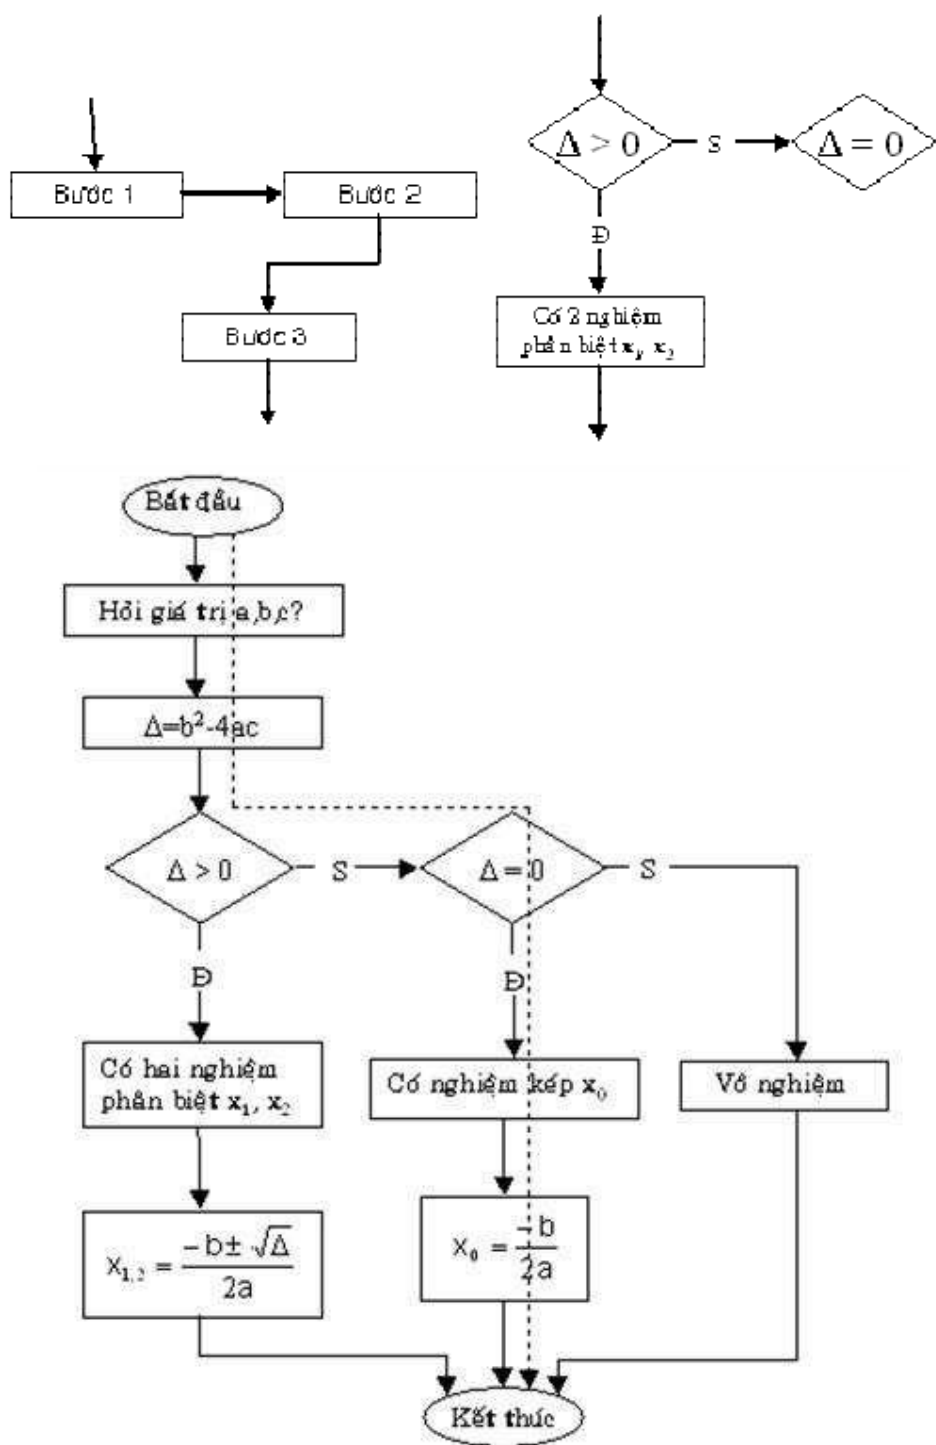 Bước 1
Bước 2
Bước 3
Δ > 0
S
Δ = 0
Đ
Có 2 nghiệm
phân biệt x₁, x₂
Bắt đầu
Hỏi giá trị a,b,c?
Δ=b²-4ac
Δ > 0
S
Δ = 0
S
Đ
Đ
Có hai nghiệm
phân biệt x₁, x₂
Có nghiệm kép x₀
Vô nghiệm
x₁,₂ = (-b ± √Δ) / 2a
x₀ = -b / 2a
Kết thúc